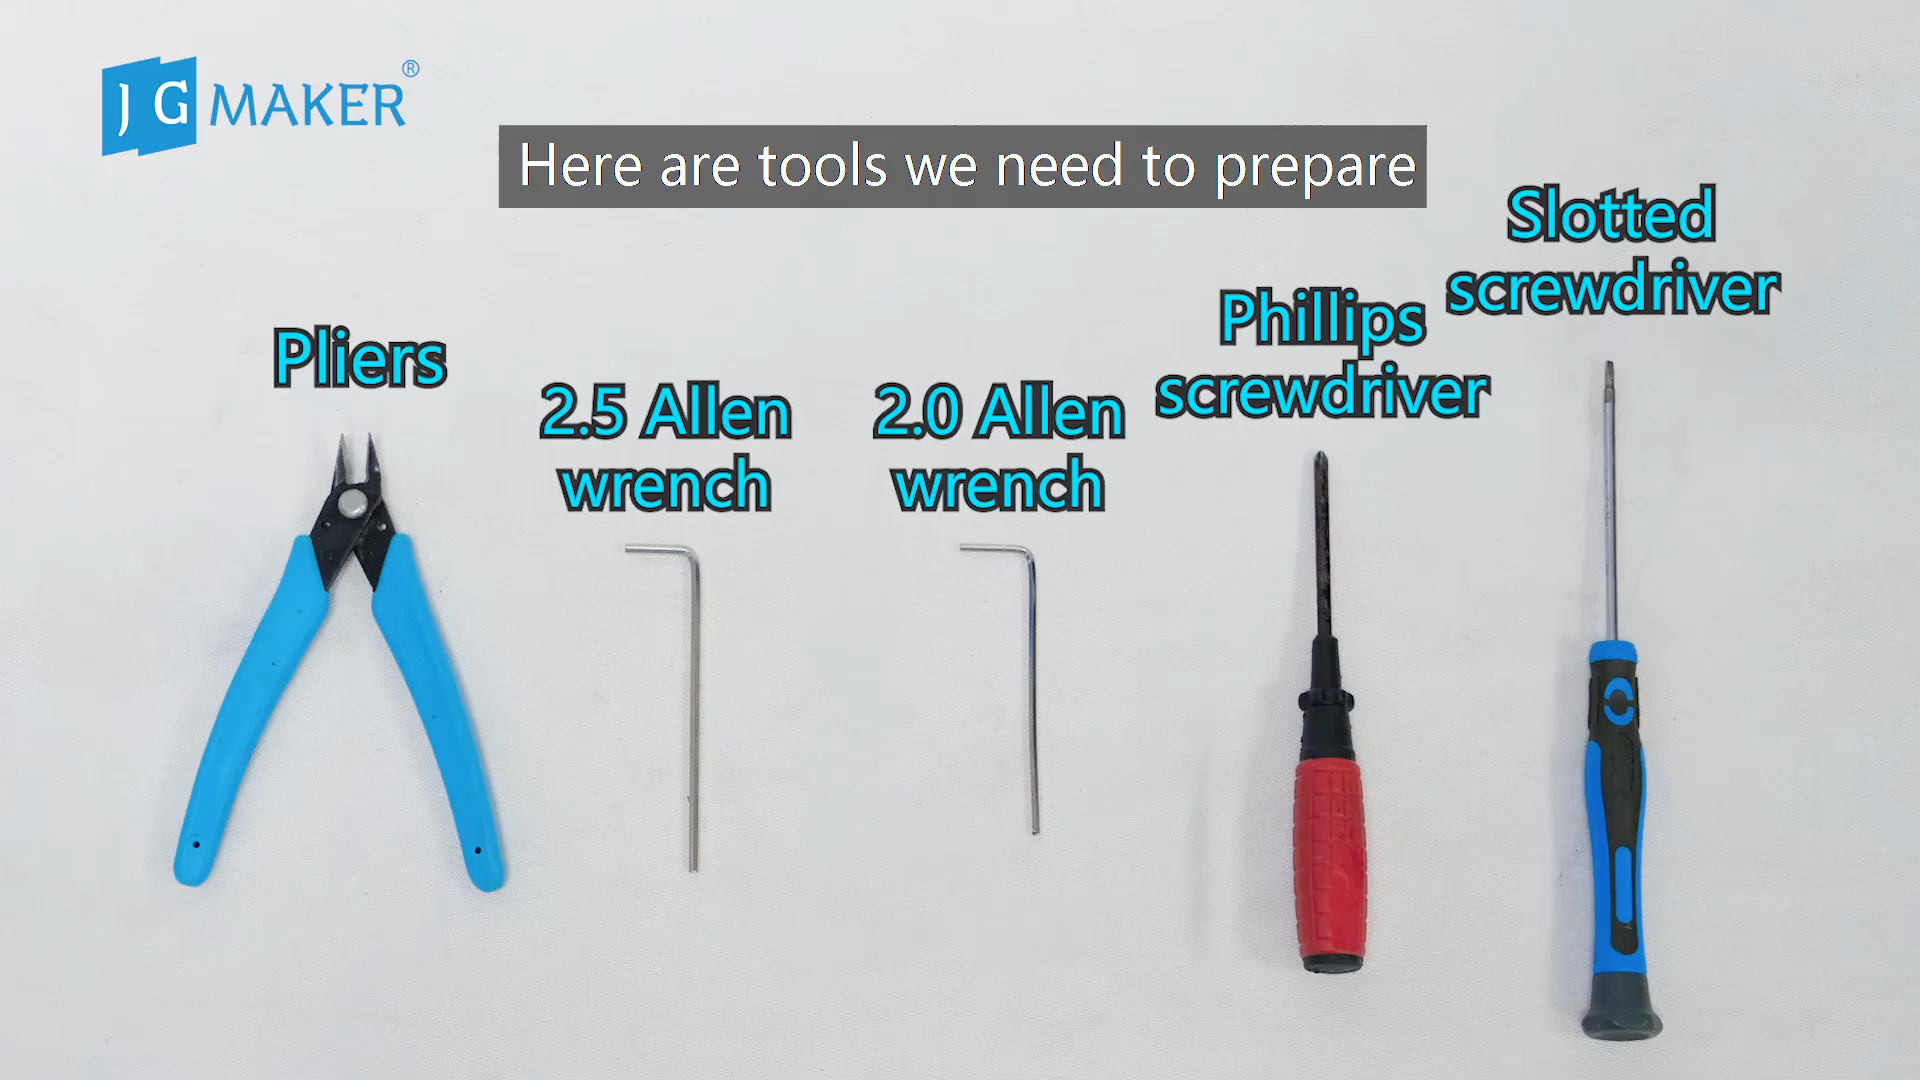 JG MAKER®
Here are tools we need to prepare
Pliers
2.5 Allen
wrench
2.0 Allen
wrench
Phillips
screwdriver
Slotted
screwdriver